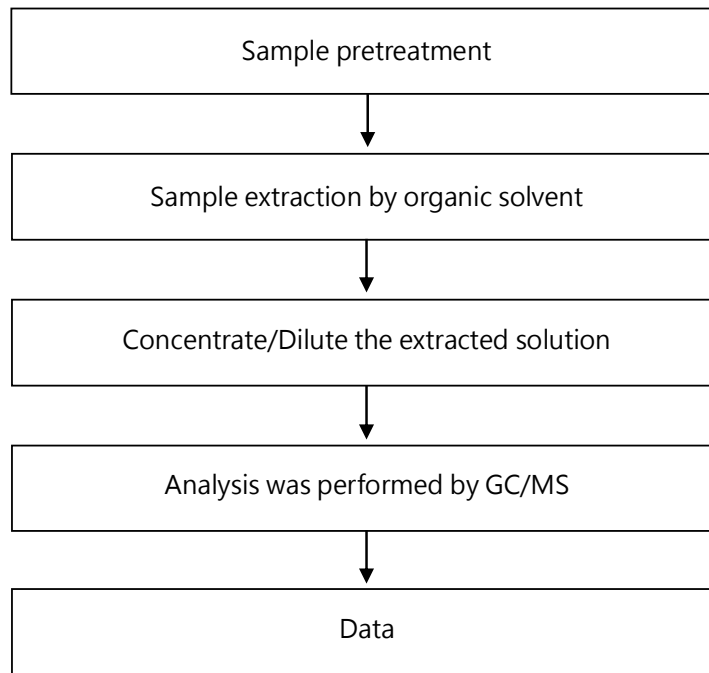 Sample pretreatment
Sample extraction by organic solvent
Concentrate/Dilute the extracted solution
Analysis was performed by GC/MS
Data